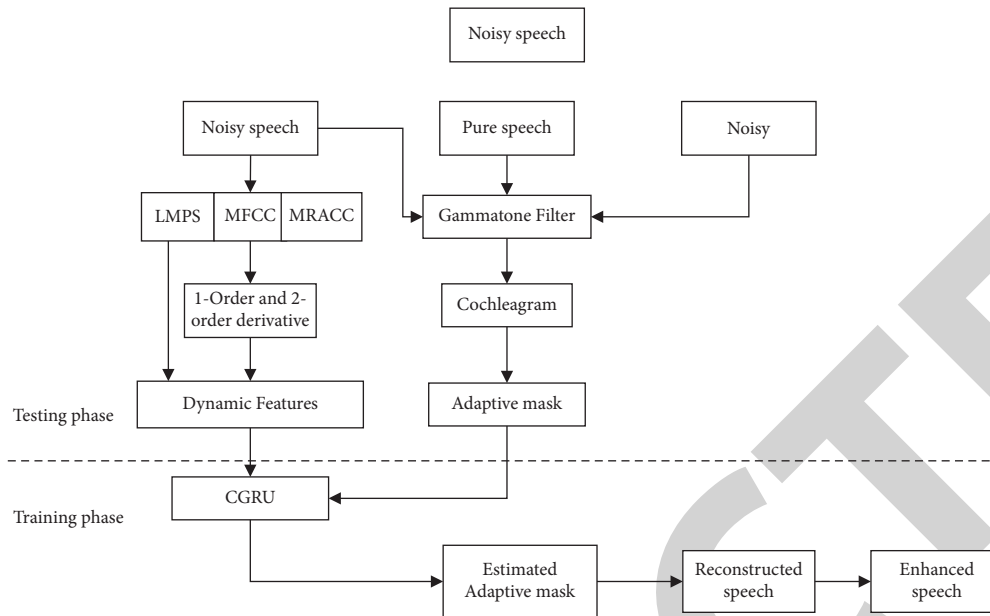 Noisy speech
Noisy speech
Pure speech
Noisy
LMPS
MFCC
MRACC
Gammatone Filter
1-Order and 2-
order derivative
Cochleagram
Dynamic Features
Adaptive mask
Testing phase
CGRU
Training phase
Estimated
Adaptive mask
Reconstructed
speech
Enhanced
speech